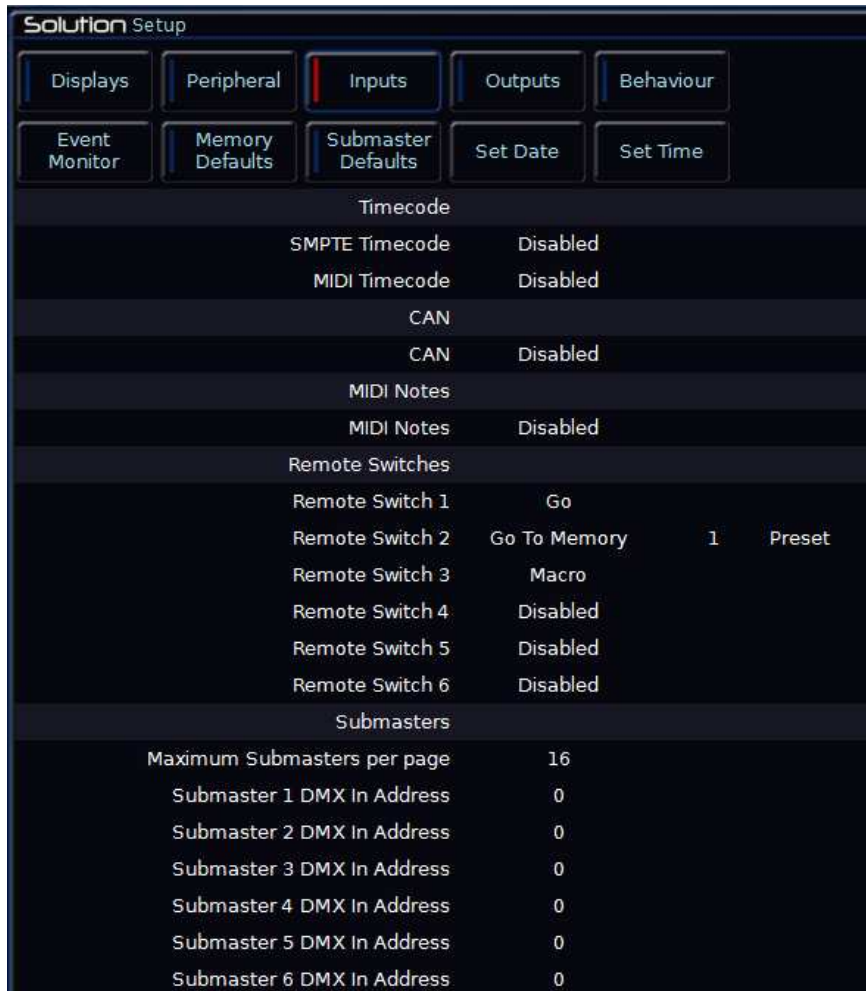 Solution Setup
Displays Peripheral Inputs Outputs Behaviour
Event Monitor Memory Defaults Submaster Defaults Set Date Set Time
Timecode
SMPTE Timecode Disabled
MIDI Timecode Disabled
CAN
CAN Disabled
MIDI Notes
MIDI Notes Disabled
Remote Switches
Remote Switch 1 Go
Remote Switch 2 Go To Memory 1 Preset
Remote Switch 3 Macro
Remote Switch 4 Disabled
Remote Switch 5 Disabled
Remote Switch 6 Disabled
Submasters
Maximum Submasters per page 16
Submaster 1 DMX In Address 0
Submaster 2 DMX In Address 0
Submaster 3 DMX In Address 0
Submaster 4 DMX In Address 0
Submaster 5 DMX In Address 0
Submaster 6 DMX In Address 0